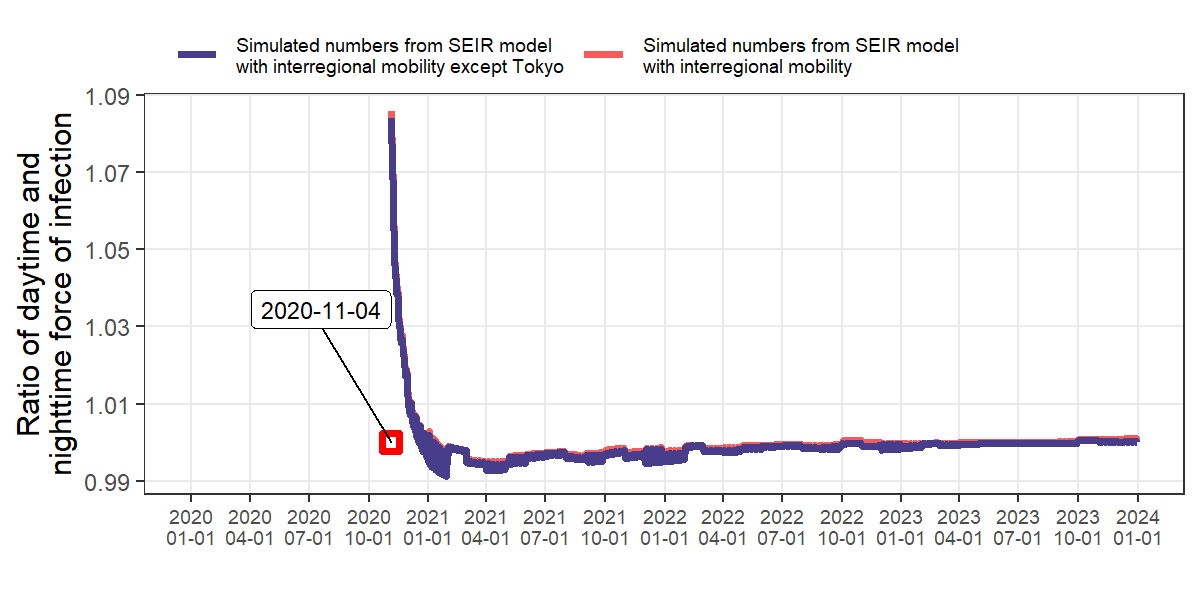 Simulated numbers from SEIR model
with interregional mobility except Tokyo
Simulated numbers from SEIR model
with interregional mobility
Ratio of daytime and
nighttime force of infection
1.09
1.07
1.05
1.03
1.01
0.99
2020-11-04
2020 2020 2020 2020 2021 2021 2021 2021 2022 2022 2022 2022 2023 2023 2023 2023 2024
01-01 04-01 07-01 10-01 01-01 04-01 07-01 10-01 01-01 04-01 07-01 10-01 01-01 04-01 07-01 10-01 01-01